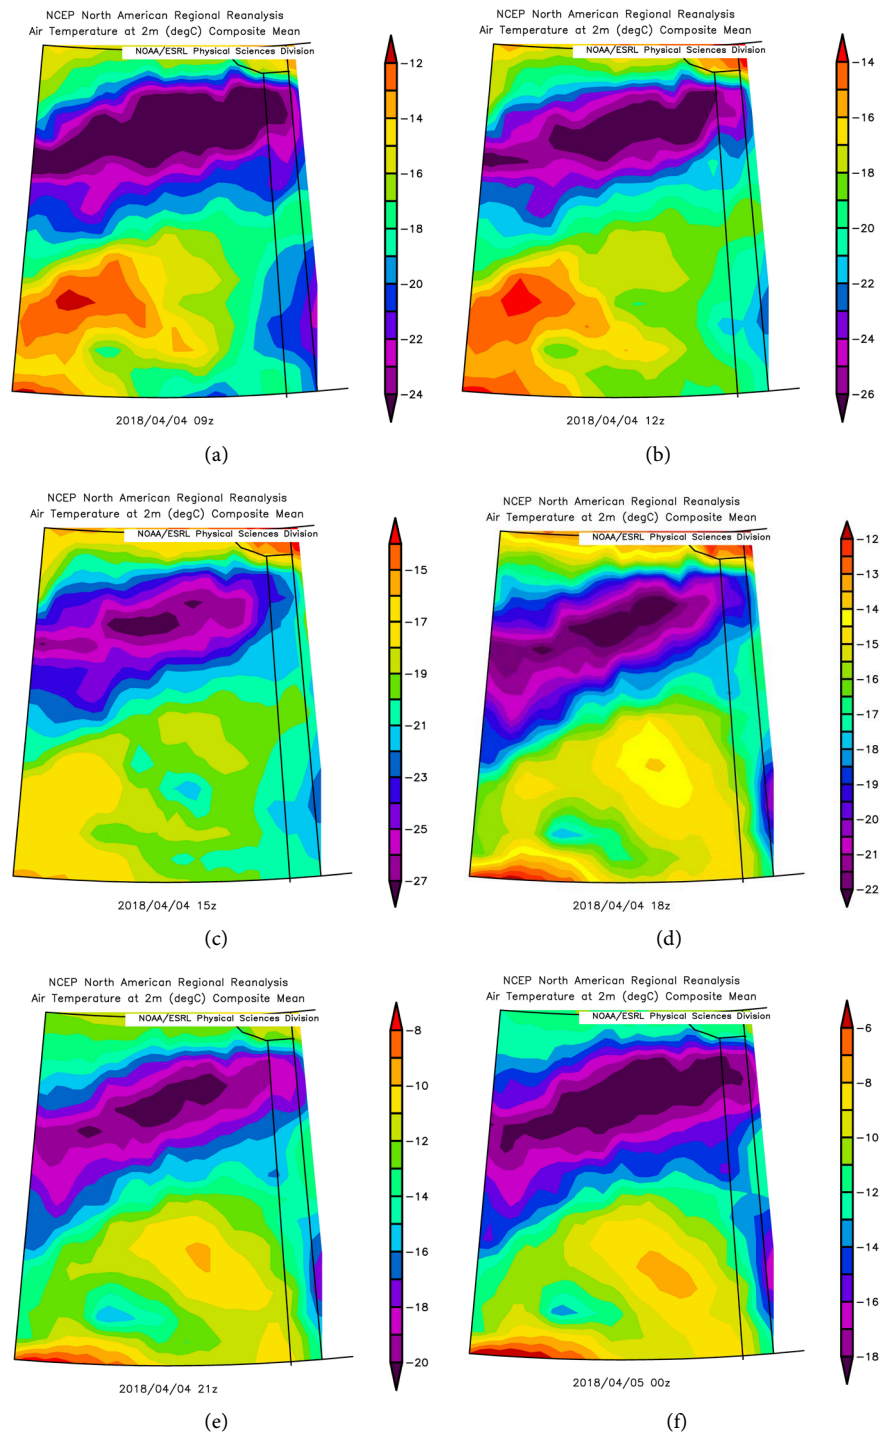 NCEP North American Regional Reanalysis
Air Temperature at 2m (degC) Composite Mean
NOAA/ESRL Physical Sciences Division
-12
-14
-16
-18
-20
-22
-24
2018/04/04 09z
(a)
NCEP North American Regional Reanalysis
Air Temperature at 2m (degC) Composite Mean
NOAA/ESRL Physical Sciences Division
-14
-16
-18
-20
-22
-24
-26
2018/04/04 12z
(b)
NCEP North American Regional Reanalysis
Air Temperature at 2m (degC) Composite Mean
NOAA/ESRL Physical Sciences Division
-15
-17
-19
-21
-23
-25
-27
2018/04/04 15z
(c)
NCEP North American Regional Reanalysis
Air Temperature at 2m (degC) Composite Mean
NOAA/ESRL Physical Sciences Division
-12
-13
-14
-15
-16
-17
-18
-19
-20
-21
-22
2018/04/04 18z
(d)
NCEP North American Regional Reanalysis
Air Temperature at 2m (degC) Composite Mean
NOAA/ESRL Physical Sciences Division
-8
-10
-12
-14
-16
-18
-20
2018/04/04 21z
(e)
NCEP North American Regional Reanalysis
Air Temperature at 2m (degC) Composite Mean
NOAA/ESRL Physical Sciences Division
-6
-8
-10
-12
-14
-16
-18
2018/04/05 00z
(f)